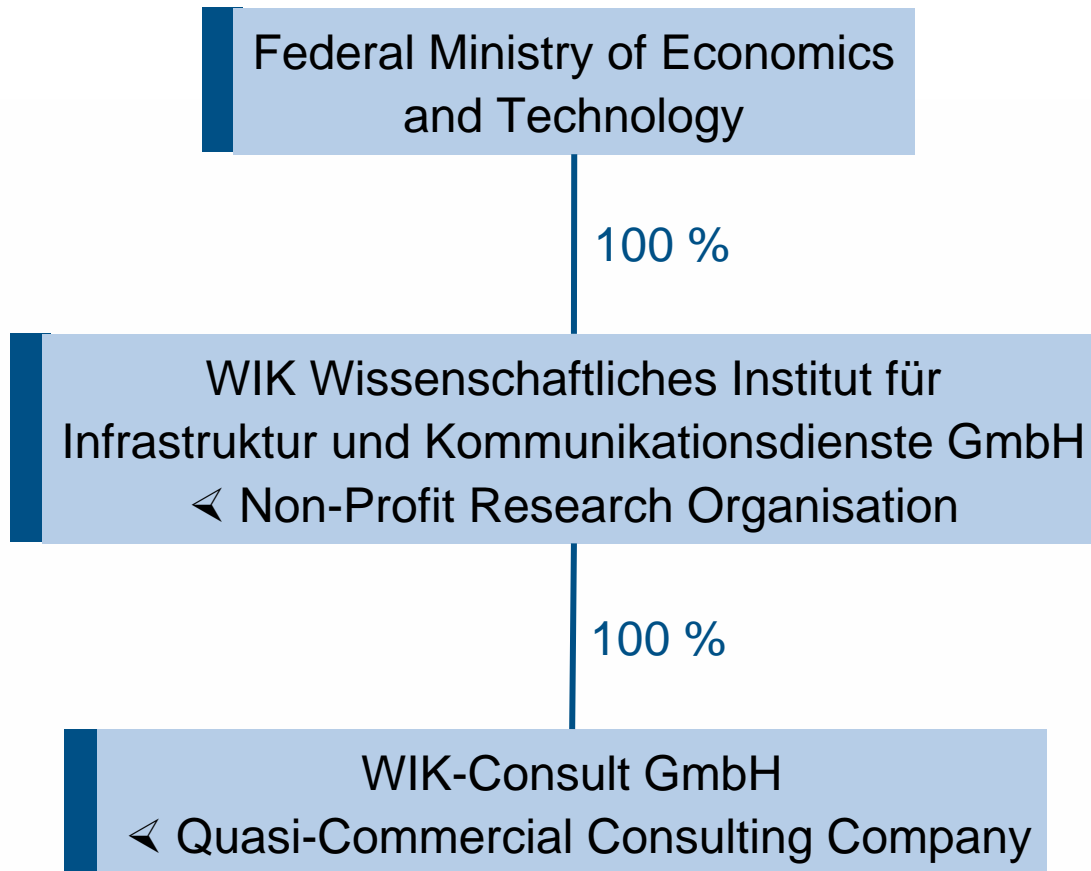 Federal Ministry of Economics
and Technology
100 %
WIK Wissenschaftliches Institut für
Infrastruktur und Kommunikationsdienste GmbH
⮘ Non-Profit Research Organisation
100 %
WIK-Consult GmbH
⮘ Quasi-Commercial Consulting Company